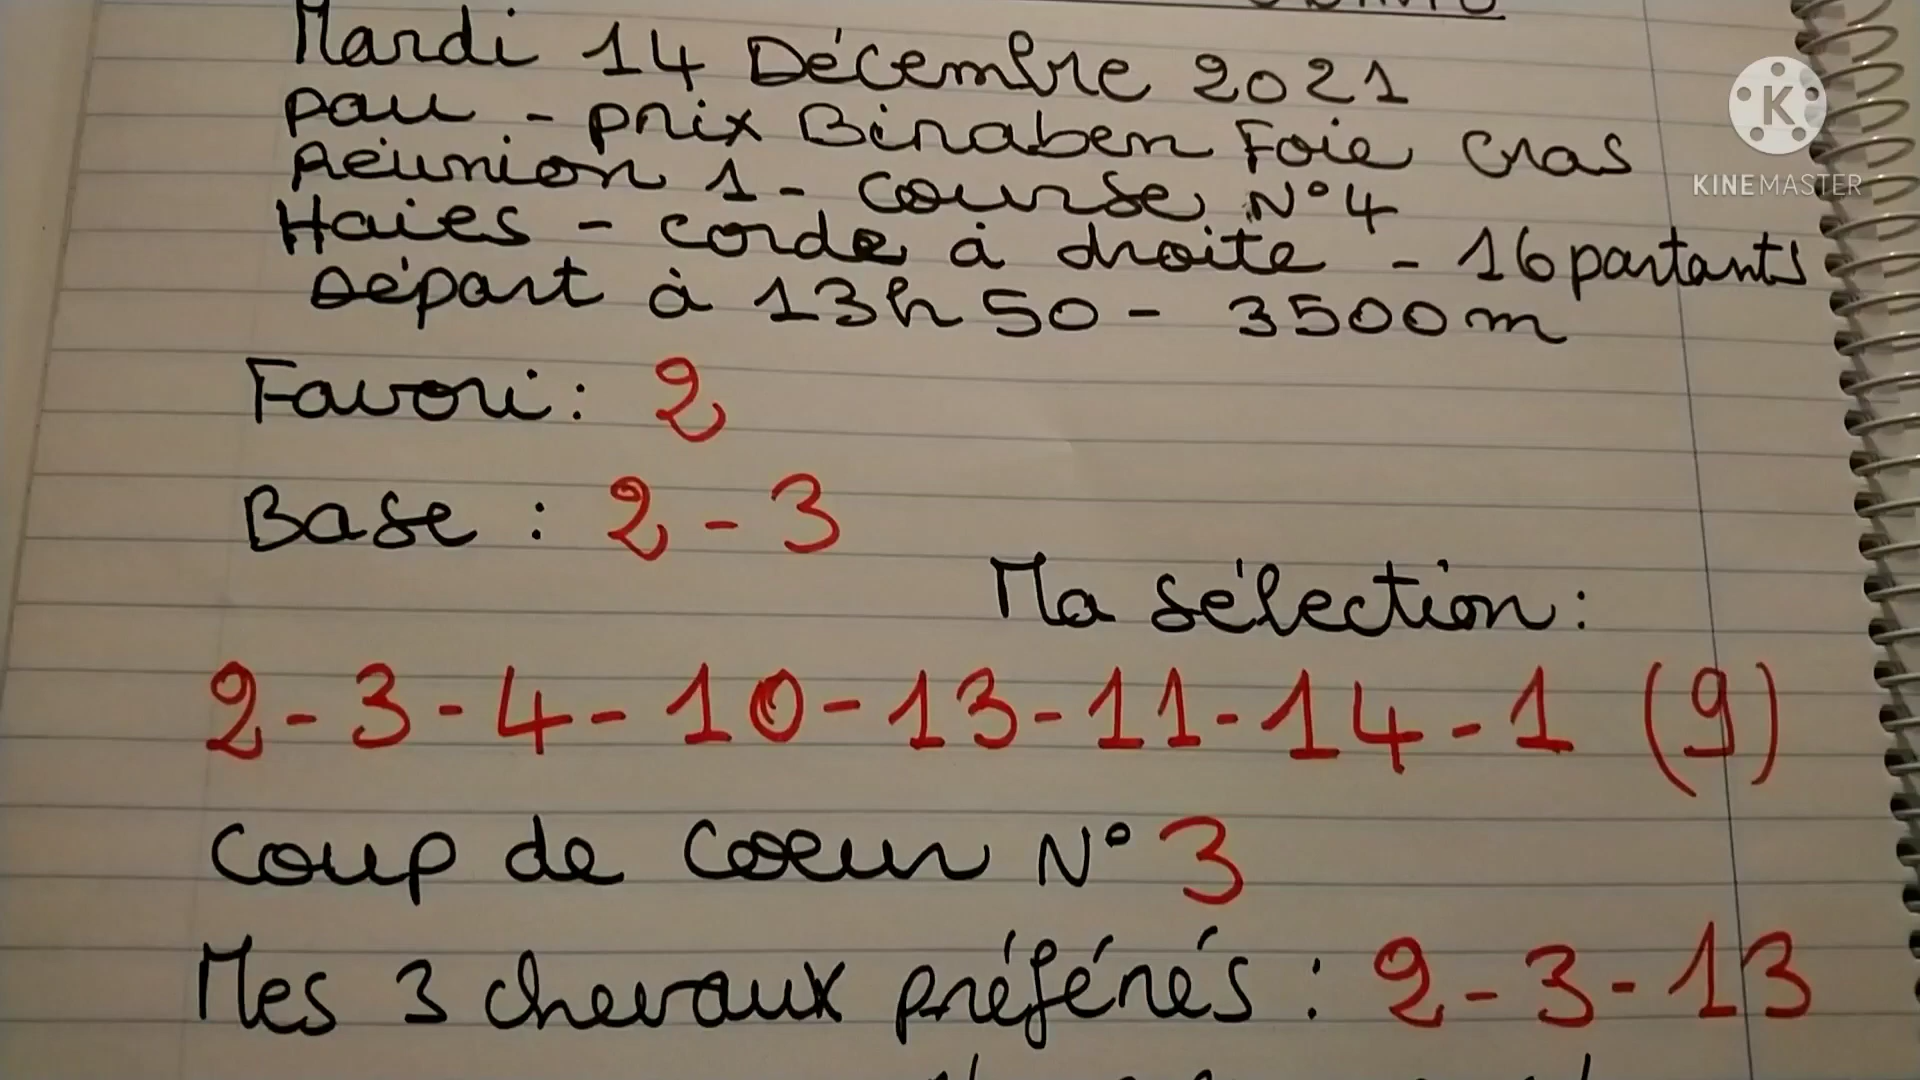 Mardi 14 Décembre 2021
Pau - prix Biraben Foie Gras
Réunion 1 - course N°4
Haies - corde à droite - 16 partants
Départ à 13h50 - 3500m
Favori : 2
Base : 2 - 3
Ma sélection :
2 - 3 - 4 - 10 - 13 - 11 - 14 - 1 (9)
Coup de coeur N° 3
Mes 3 chevaux préférés : 2 - 3 - 13
K
KINEMASTER